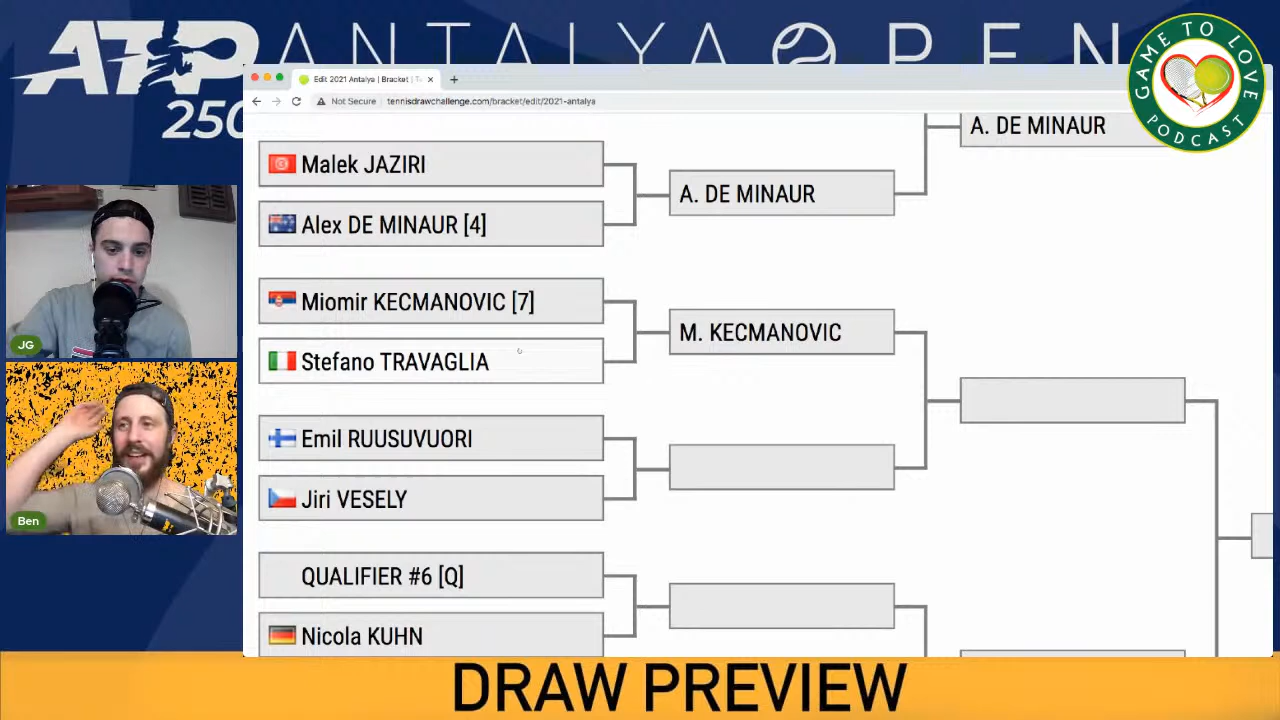 ATP
250
ANTALYA OPEN
GAME TO LOVE
PODCAST
Edit 2021 Antalya | Bracket | T
Not Secure | tennisdrawchallenge.com/bracket/edit/2021-antalya
Malek JAZIRI
Alex DE MINAUR [4]
A. DE MINAUR
A. DE MINAUR
Miomir KECMANOVIC [7]
Stefano TRAVAGLIA
M. KECMANOVIC
Emil RUUSUVUORI
Jiri VESELY
QUALIFIER #6 [Q]
Nicola KUHN
JG
Ben
DRAW PREVIEW